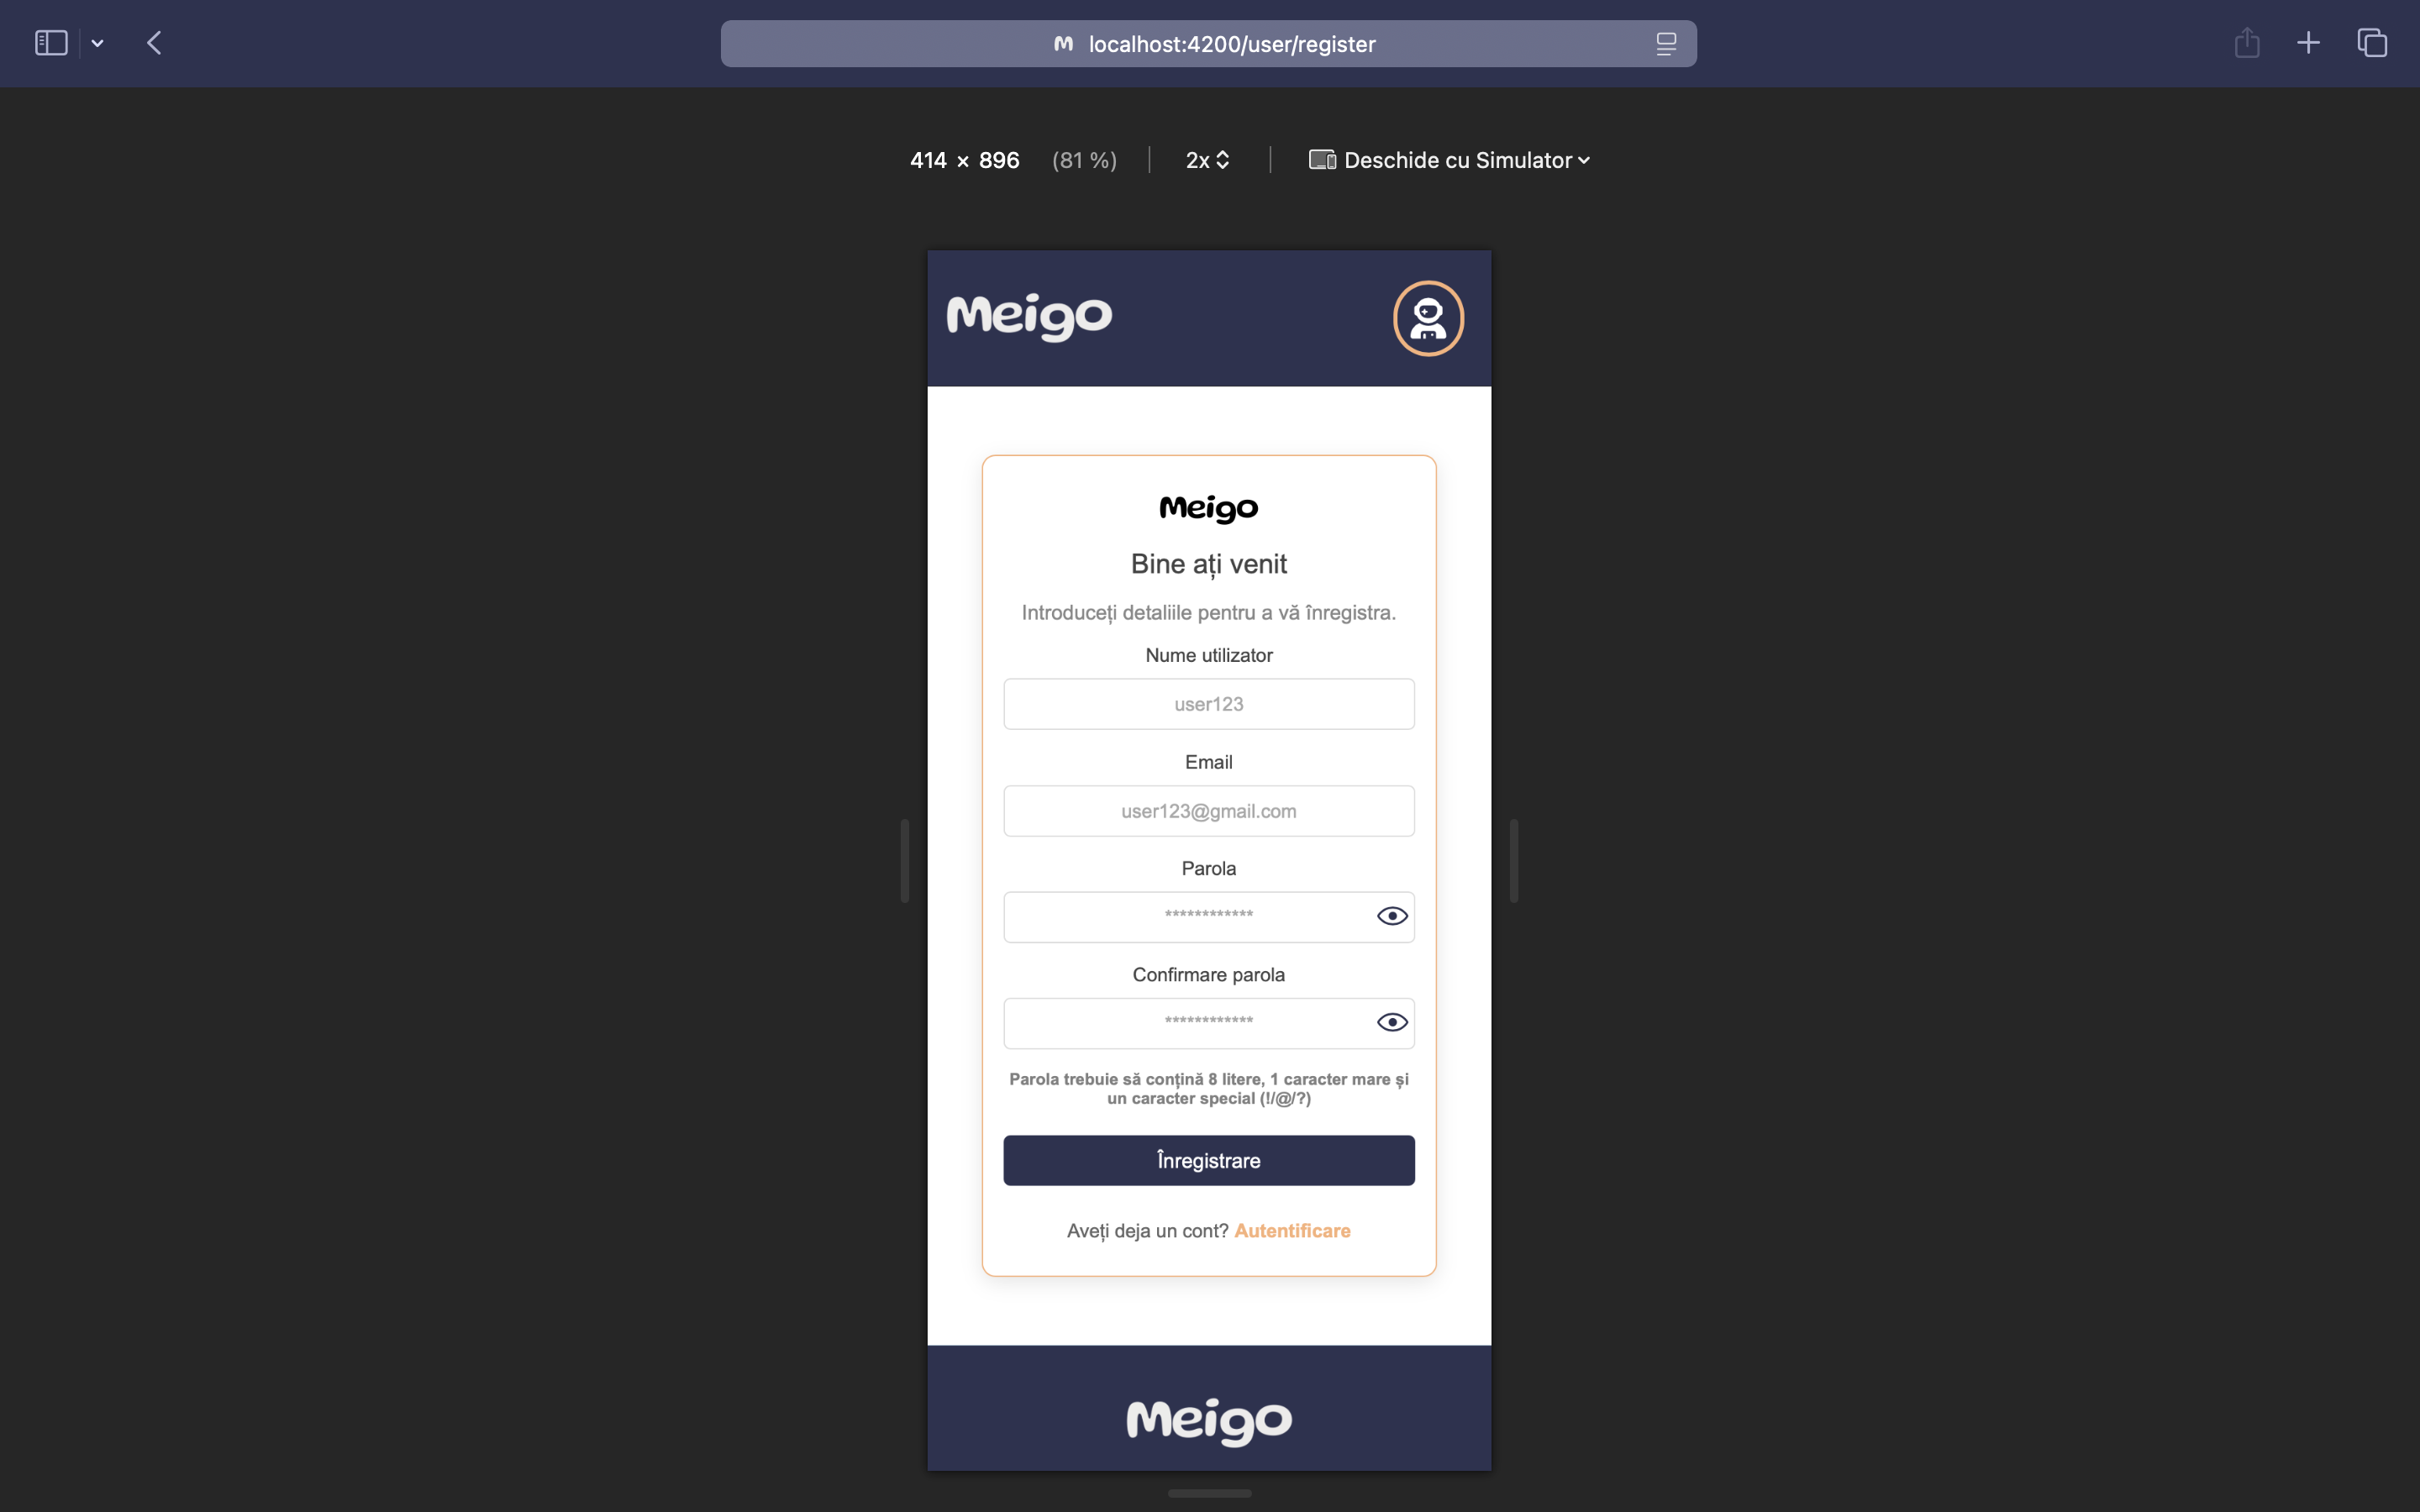 localhost:4200/user/register
414 × 896 (81 %) 2x Deschide cu Simulator
Meigo
Meigo
Bine ați venit
Introduceți detaliile pentru a vă înregistra.
Nume utilizator
user123
Email
user123@gmail.com
Parola
************
Confirmare parola
************
Parola trebuie să conțină 8 litere, 1 caracter mare și
un caracter special (!/@/?)
Înregistrare
Aveți deja un cont? Autentificare
Meigo